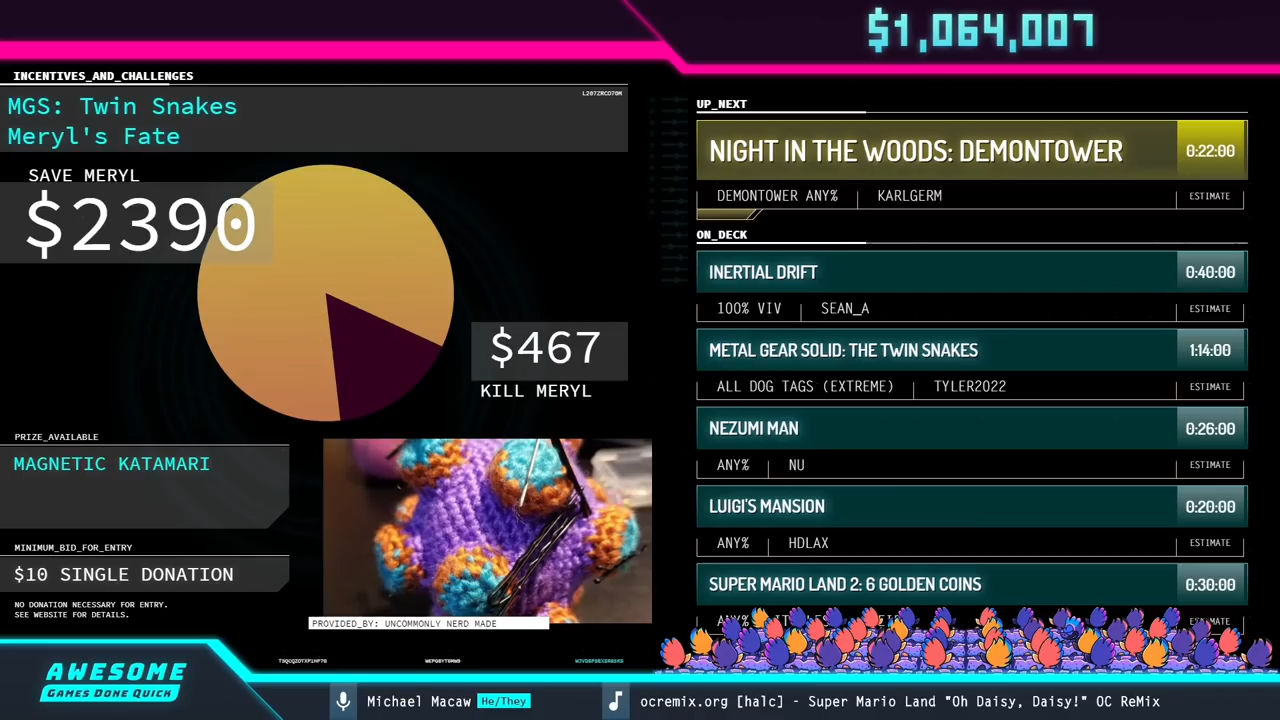 $1,064,007
INCENTIVES_AND_CHALLENGES
MGS: Twin Snakes
Meryl's Fate
SAVE MERYL
$2390
$467
KILL MERYL
PRIZE_AVAILABLE
MAGNETIC KATAMARI
MINIMUM_BID_FOR_ENTRY
$10 SINGLE DONATION
NO DONATION NECESSARY FOR ENTRY.
SEE WEBSITE FOR DETAILS.
PROVIDED_BY: UNCOMMONLY NERD MADE
UP_NEXT
NIGHT IN THE WOODS: DEMONTOWER 0:22:00
DEMONTOWER ANY% KARLGERM ESTIMATE
ON_DECK
INERTIAL DRIFT 0:40:00
100% VIV SEAN_A ESTIMATE
METAL GEAR SOLID: THE TWIN SNAKES 1:14:00
ALL DOG TAGS (EXTREME) TYLER2022 ESTIMATE
NEZUMI MAN 0:26:00
ANY% NU ESTIMATE
LUIGI'S MANSION 0:20:00
ANY% HDLAX ESTIMATE
SUPER MARIO LAND 2: 6 GOLDEN COINS 0:30:00
ESTIMATE
AWESOME
GAMES DONE QUICK
Michael Macaw He/They
ocremix.org [halc] - Super Mario Land "Oh Daisy, Daisy!" OC ReMix